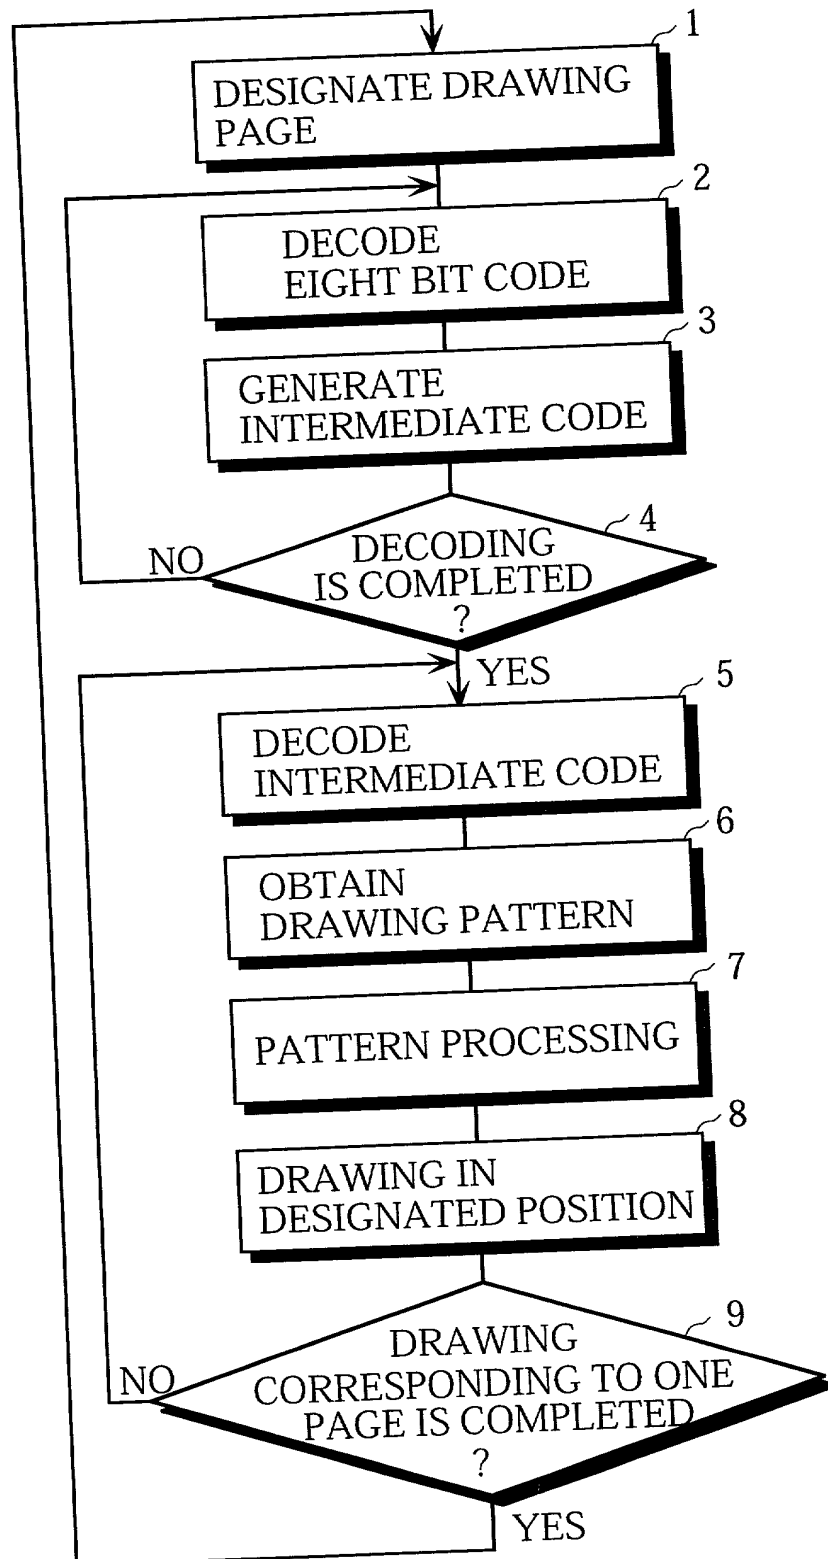 1
DESIGNATE DRAWING
PAGE
2
DECODE
EIGHT BIT CODE
3
GENERATE
INTERMEDIATE CODE
4
DECODING
IS COMPLETED
?
NO
YES
5
DECODE
INTERMEDIATE CODE
6
OBTAIN
DRAWING PATTERN
7
PATTERN PROCESSING
8
DRAWING IN
DESIGNATED POSITION
9
DRAWING
CORRESPONDING TO ONE
PAGE IS COMPLETED
?
NO
YES